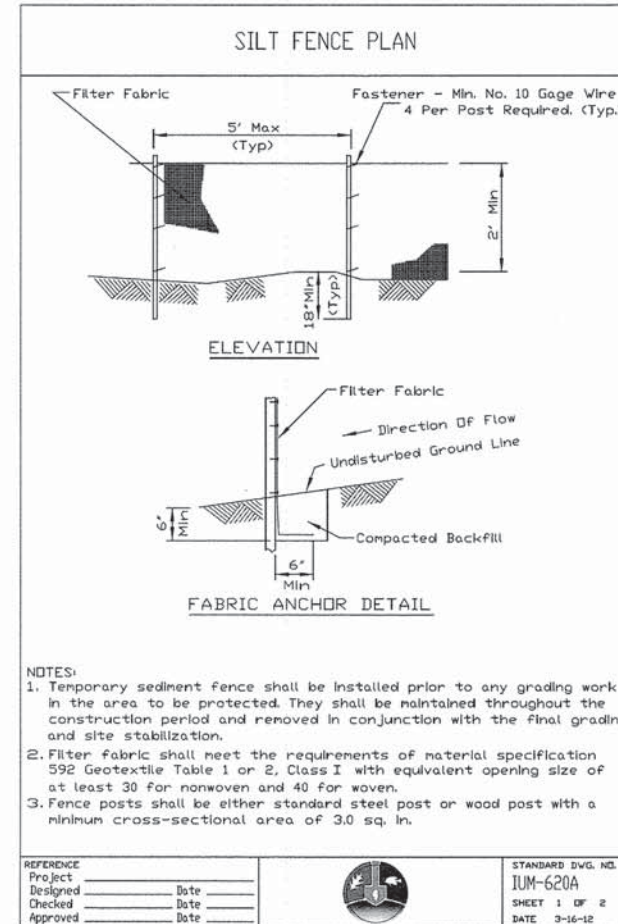 SILT FENCE PLAN
Filter Fabric
Fastener - Min. No. 10 Gage Wire
4 Per Post Required. (Typ.
5' Max
(Typ)
2' Min
18" Min
(Typ)
ELEVATION
Filter Fabric
Direction Of Flow
Undisturbed Ground Line
6"
Min
Compacted Backfill
6"
Min
FABRIC ANCHOR DETAIL
NOTES:
1. Temporary sediment fence shall be installed prior to any grading work
in the area to be protected. They shall be maintained throughout the
construction period and removed in conjunction with the final gradin
and site stabilization.
2. Filter fabric shall meet the requirements of material specification
592 Geotextile Table 1 or 2, Class I with equivalent opening size of
at least 30 for nonwoven and 40 for woven.
3. Fence posts shall be either standard steel post or wood post with a
minimum cross-sectional area of 3.0 sq. in.
REFERENCE
Project
Designed Date
Checked Date
Approved Date
STANDARD DWG. NO.
IUM-620A
SHEET 1 OF 2
DATE 3-16-12